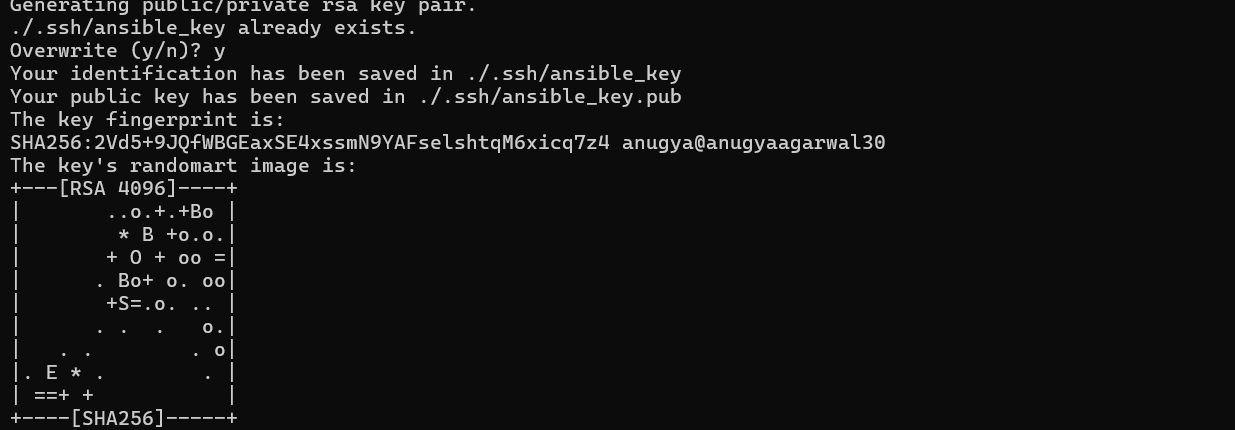 Generating public/private rsa key pair.
./.ssh/ansible_key already exists.
Overwrite (y/n)? y
Your identification has been saved in ./.ssh/ansible_key
Your public key has been saved in ./.ssh/ansible_key.pub
The key fingerprint is:
SHA256:2Vd5+9JQfWBGEaxSE4xssmN9YAFselshtqM6xicq7z4 anugya@anugyaagarwal30
The key's randomart image is:
+---[RSA 4096]----+
|       ..o.+.+Bo |
|        * B +o.o.|
|       + O + oo =|
|      . Bo+ o. oo|
|       +S=.o. .. |
|      . .  .   o.|
|   . .        . o|
|. E * .        . |
| ==+ +           |
+----[SHA256]-----+